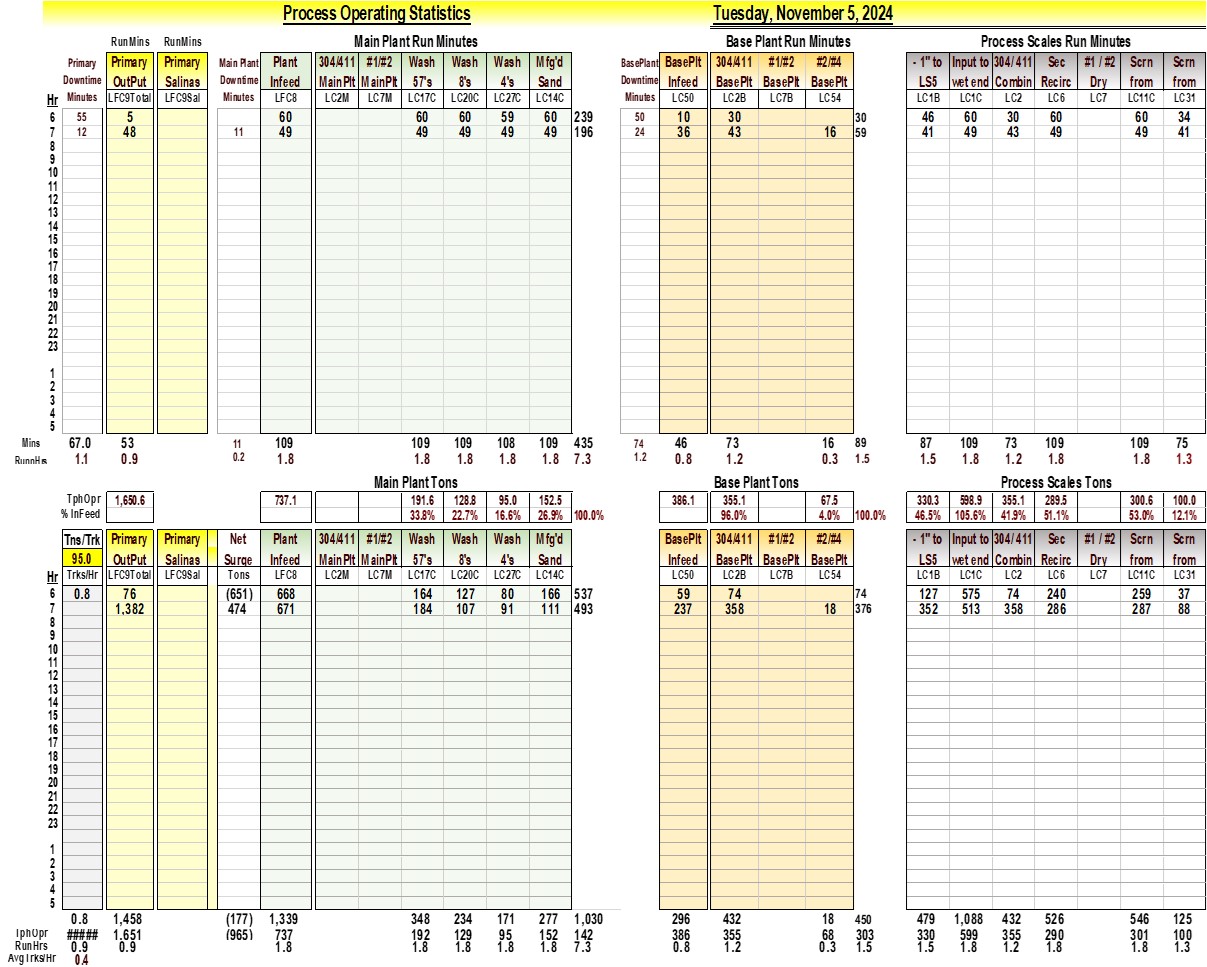 Process Operating Statistics Tuesday, November 5, 2024
RunMins RunMins Main Plant Run Minutes Base Plant Run Minutes Process Scales Run Minutes
Primary Primary Primary Main Plant Plant 304/411 #1/#2 Wash Wash Wash Mfg'd BasePlant BasePlt 304/411 #1/#2 #2/#4 - 1" to Input to 304/ 411 Sec #1 / #2 Scrn Scrn
Downtime OutPut Salinas Downtime Infeed MainPlt MainPlt 57's 8's 4's Sand Downtime Infeed BasePlt BasePlt BasePlt LS5 wet end Combin Recirc Dry from from
Hr Minutes LFC9Total LFC9Sal Minutes LFC8 LC2M LC7M LC17C LC20C LC27C LC14C Minutes LC50 LC2B LC7B LC54 LC1B LC1C LC2 LC6 LC7 LC11C LC31
6 55 5 60 60 60 59 60 239 50 10 30 30 46 60 30 60 60 34
7 12 48 11 49 49 49 49 49 196 24 36 43 16 59 41 49 43 49 49 41
8
9
10
11
12
13
14
15
16
17
18
19
20
21
22
23
1
2
3
4
5
Mins 67.0 53 11 109 109 109 108 109 435 74 46 73 16 89 87 109 73 109 109 75
RunnHrs 1.1 0.9 0.2 1.8 1.8 1.8 1.8 1.8 7.3 1.2 0.8 1.2 0.3 1.5 1.5 1.8 1.2 1.8 1.8 1.3
Main Plant Tons Base Plant Tons Process Scales Tons
TphOpr 1,650.6 737.1 191.6 128.8 95.0 152.5 386.1 355.1 67.5 330.3 598.9 355.1 289.5 300.6 100.0
% InFeed 33.8% 22.7% 16.6% 26.9% 100.0% 96.0% 4.0% 100.0% 46.5% 105.6% 41.9% 51.1% 53.0% 12.1%
Tns/Trk Primary Primary Net Plant 304/411 #1/#2 Wash Wash Wash Mfg'd BasePlt 304/411 #1/#2 #2/#4 - 1" to Input to 304/ 411 Sec #1 / #2 Scrn Scrn
95.0 OutPut Salinas Surge Infeed MainPlt MainPlt 57's 8's 4's Sand Infeed BasePlt BasePlt BasePlt LS5 wet end Combin Recirc Dry from from
Hr Trks/Hr LFC9Total LFC9Sal Tons LFC8 LC2M LC7M LC17C LC20C LC27C LC14C LC50 LC2B LC7B LC54 LC1B LC1C LC2 LC6 LC7 LC11C LC31
6 0.8 76 (651) 668 164 127 80 166 537 59 74 74 127 575 74 240 259 37
7 1,382 474 671 184 107 91 111 493 237 358 18 376 352 513 358 286 287 88
8
9
10
11
12
13
14
15
16
17
18
19
20
21
22
23
1
2
3
4
5
0.8 1,458 (177) 1,339 348 234 171 277 1,030 296 432 18 450 479 1,088 432 526 546 125
TphOpr ##### 1,651 (965) 737 192 129 95 152 142 386 355 68 303 330 599 355 290 301 100
RunHrs 0.9 0.9 1.8 1.8 1.8 1.8 1.8 7.3 0.8 1.2 0.3 1.5 1.5 1.8 1.2 1.8 1.8 1.3
AvgTrks/Hr 0.4